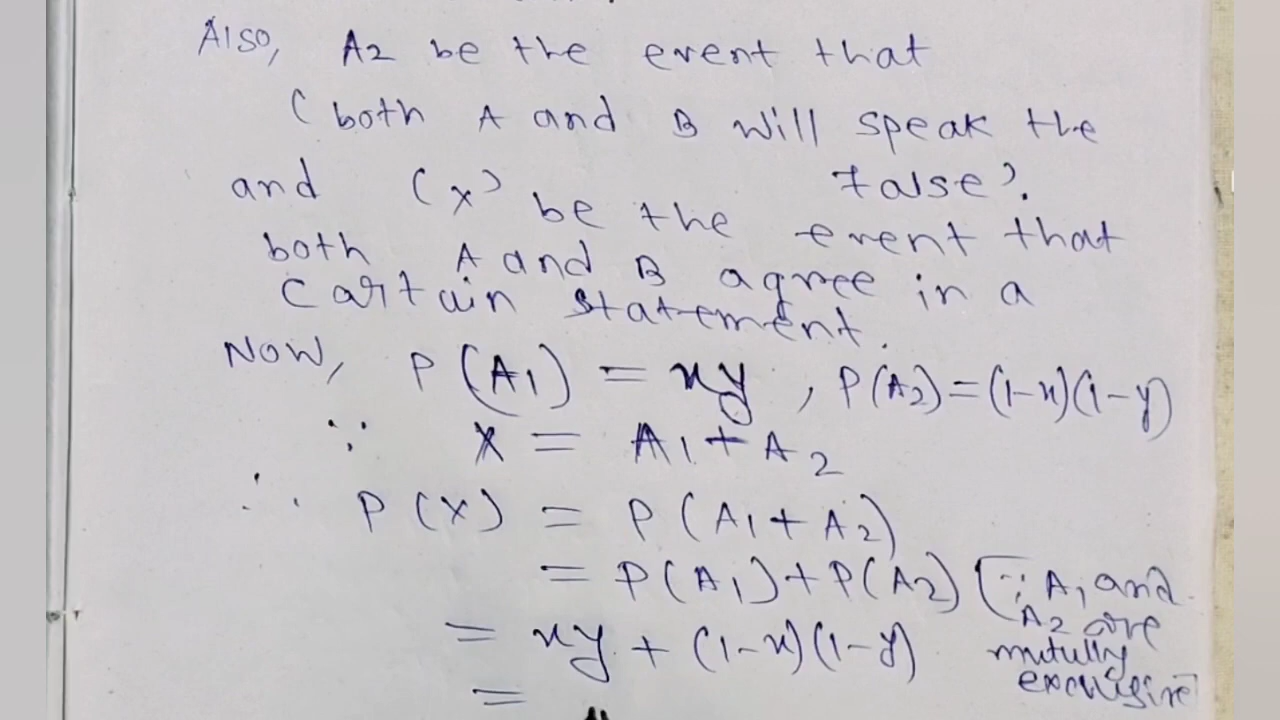 Also, A2 be the event that
(both A and B will speak the
false).
and (x) be the event that
both A and B agree in a
cartain statement.
Now, P(A1) = xy, P(A2)=(1-x)(1-y)
∵ X = A1+A2
∴ P(X) = P(A1+A2)
= P(A1)+P(A2) [∵ A1 and
A2 are
mutully
exclusive
= xy + (1-x)(1-y)
=